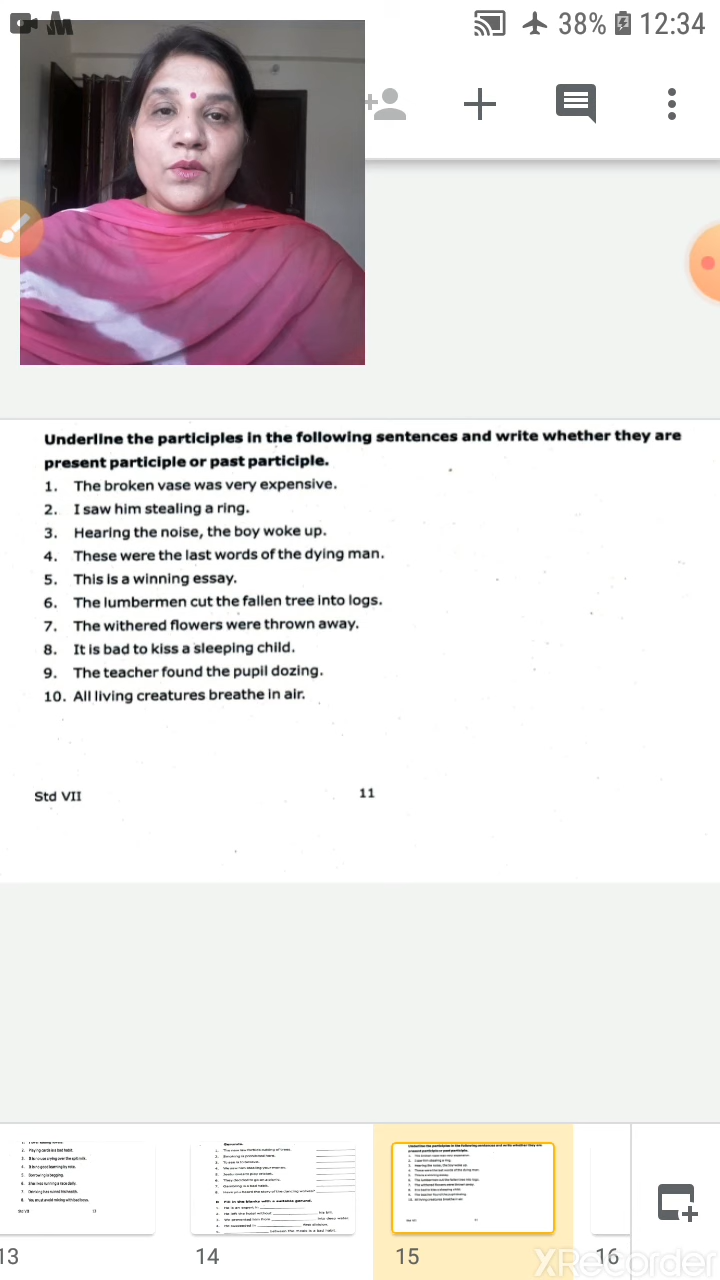 38% 12:34
Underline the participles in the following sentences and write whether they are
present participle or past participle.
1. The broken vase was very expensive.
2. I saw him stealing a ring.
3. Hearing the noise, the boy woke up.
4. These were the last words of the dying man.
5. This is a winning essay.
6. The lumbermen cut the fallen tree into logs.
7. The withered flowers were thrown away.
8. It is bad to kiss a sleeping child.
9. The teacher found the pupil dozing.
10. All living creatures breathe in air.
Std VII 11
13 14 15 16
XRecorder